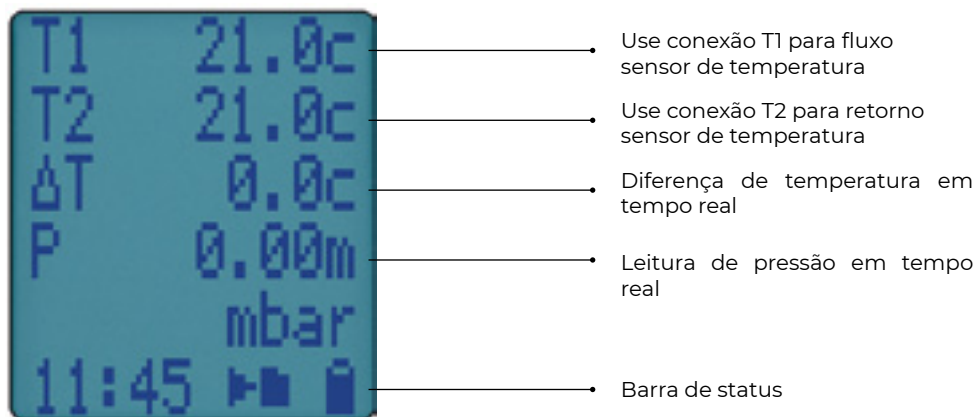 T1 21.0c
Use conexão T1 para fluxo
sensor de temperatura
T2 21.0c
Use conexão T2 para retorno
sensor de temperatura
ΔT 0.0c
Diferença de temperatura em
tempo real
P 0.00m
Leitura de pressão em tempo
real
mbar
11:45
Barra de status